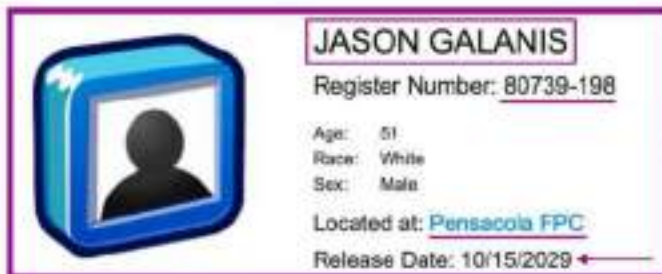 JASON GALANIS
Register Number: 80739-198
Age: 51
Race: White
Sex: Male
Located at: Pensacola FPC
Release Date: 10/15/2029